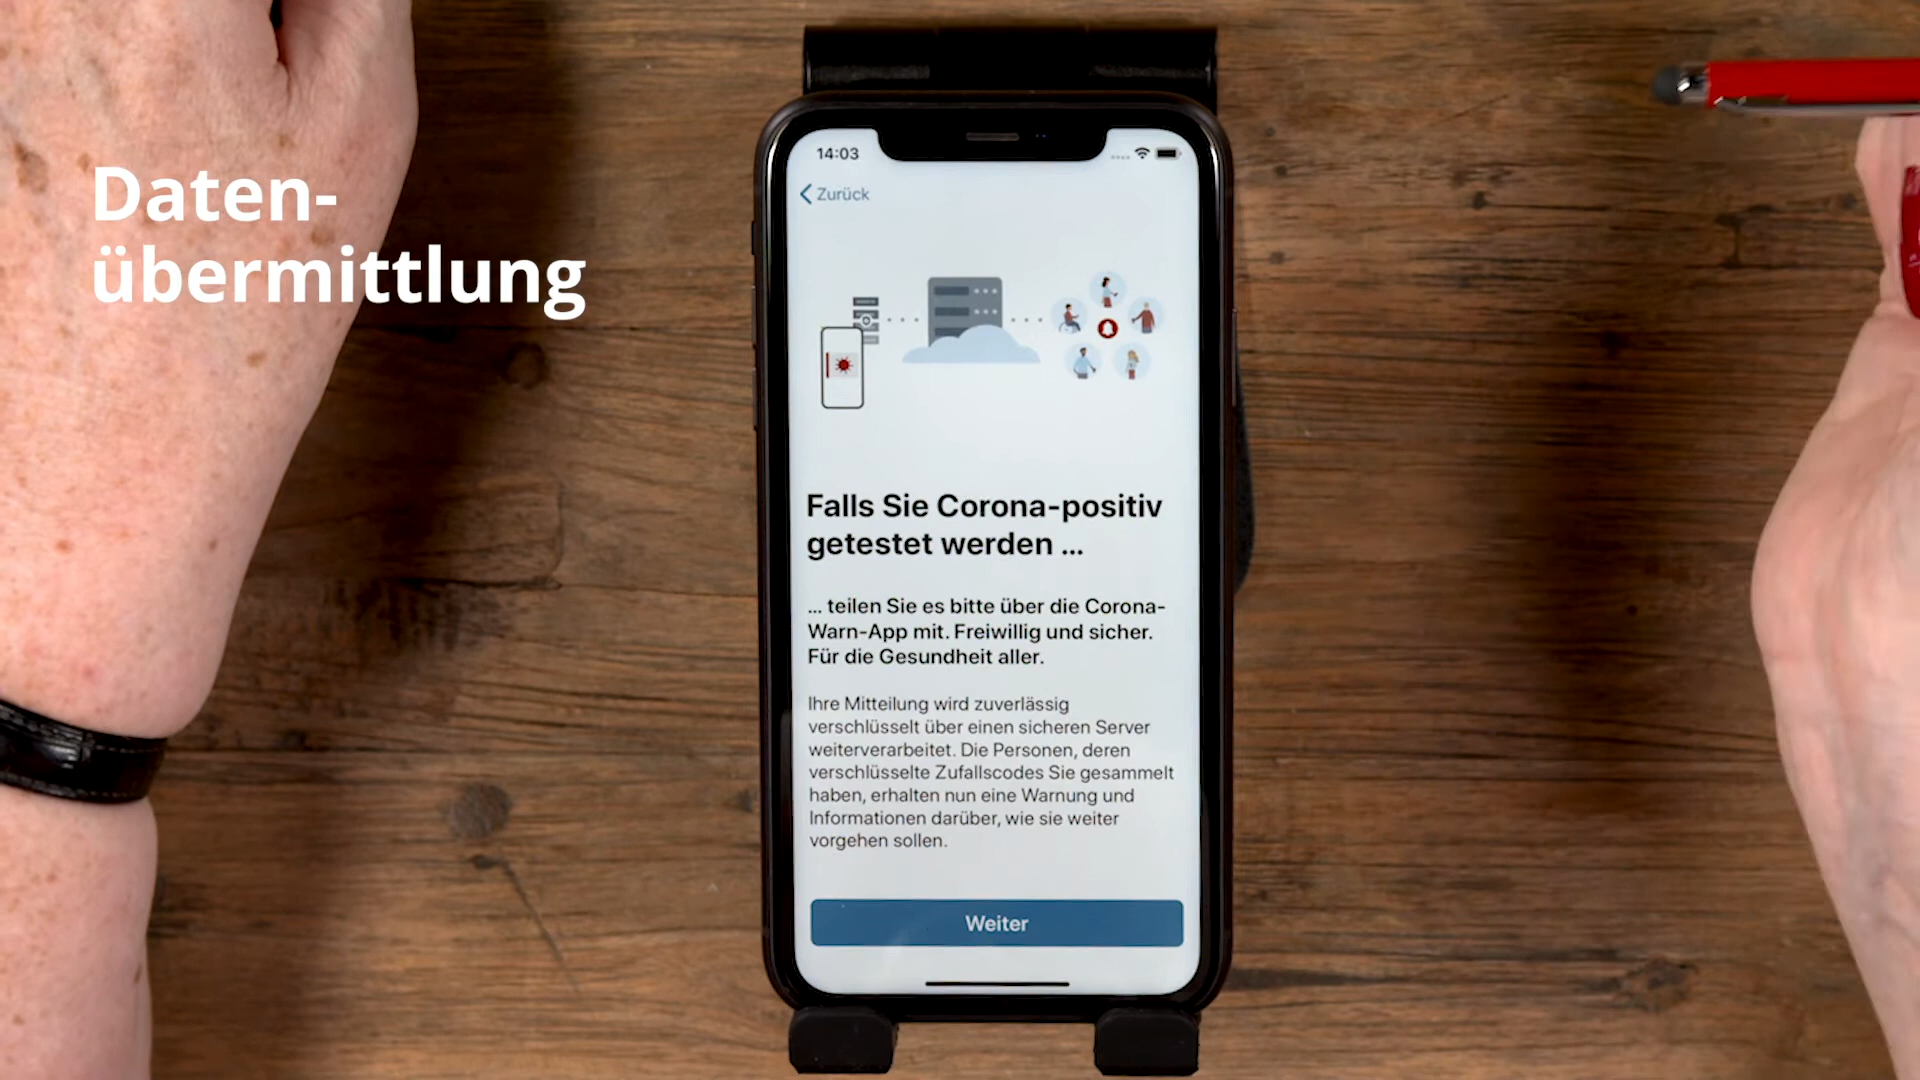 Daten-
übermittlung
14:03
Zurück
Falls Sie Corona-positiv
getestet werden ...
... teilen Sie es bitte über die Corona-
Warn-App mit. Freiwillig und sicher.
Für die Gesundheit aller.
Ihre Mitteilung wird zuverlässig
verschlüsselt über einen sicheren Server
weiterverarbeitet. Die Personen, deren
verschlüsselte Zufallscodes Sie gesammelt
haben, erhalten nun eine Warnung und
Informationen darüber, wie sie weiter
vorgehen sollen.
Weiter